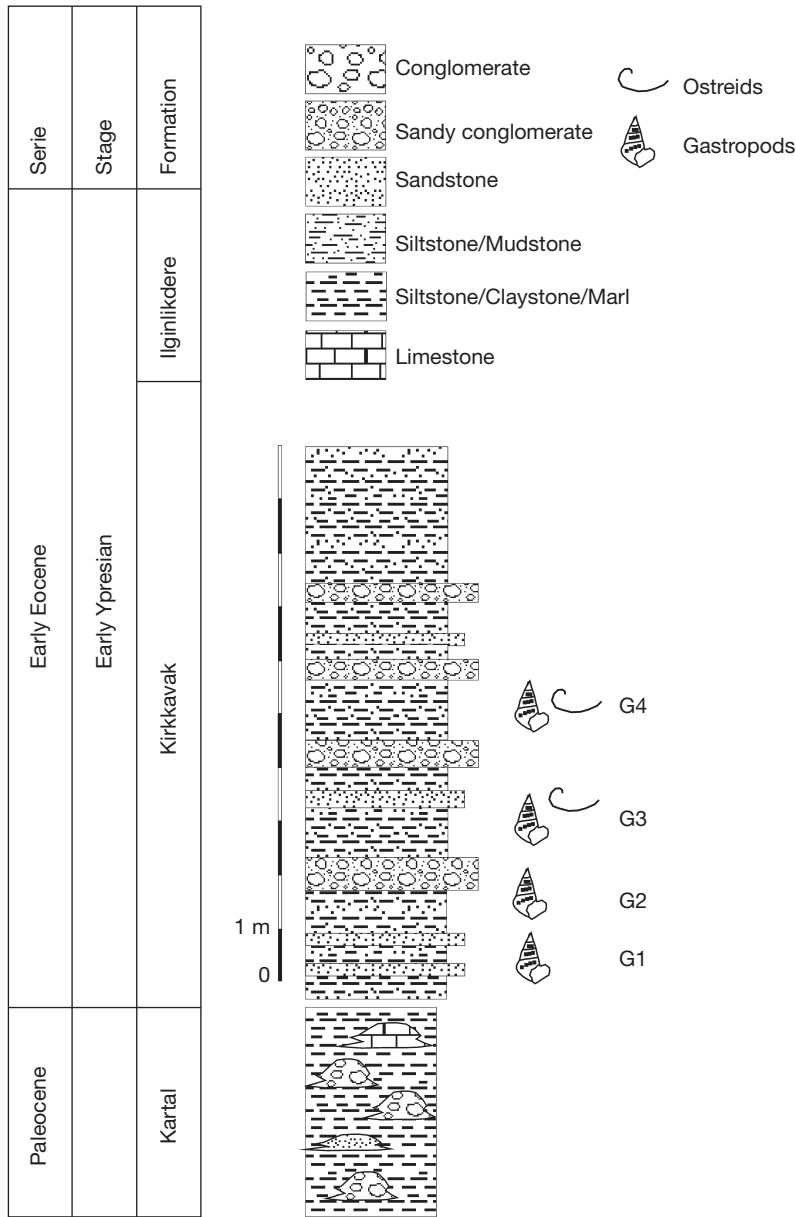 Serie
Stage
Formation
Conglomerate
Sandy conglomerate
Sandstone
Siltstone/Mudstone
Siltstone/Claystone/Marl
Limestone
Ostreids
Gastropods
Early Eocene
Early Ypresian
Ilginlikdere
Kirkkavak
G4
G3
G2
G1
1 m
0
Paleocene
Kartal